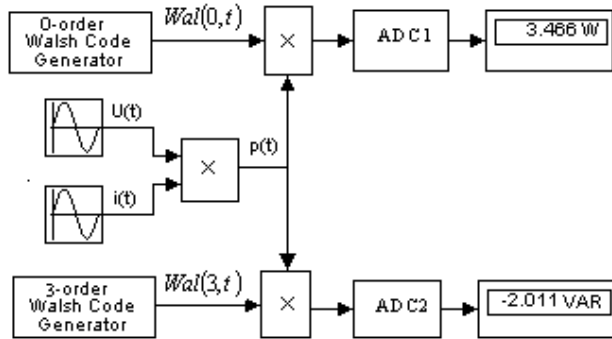 0-order
Walsh Code
Generator
Wal(0,t)
×
ADC1
3.466 W
U(t)
i(t)
×
p(t)
3-order
Walsh Code
Generator
Wal(3,t)
×
ADC2
-2.011 VAR